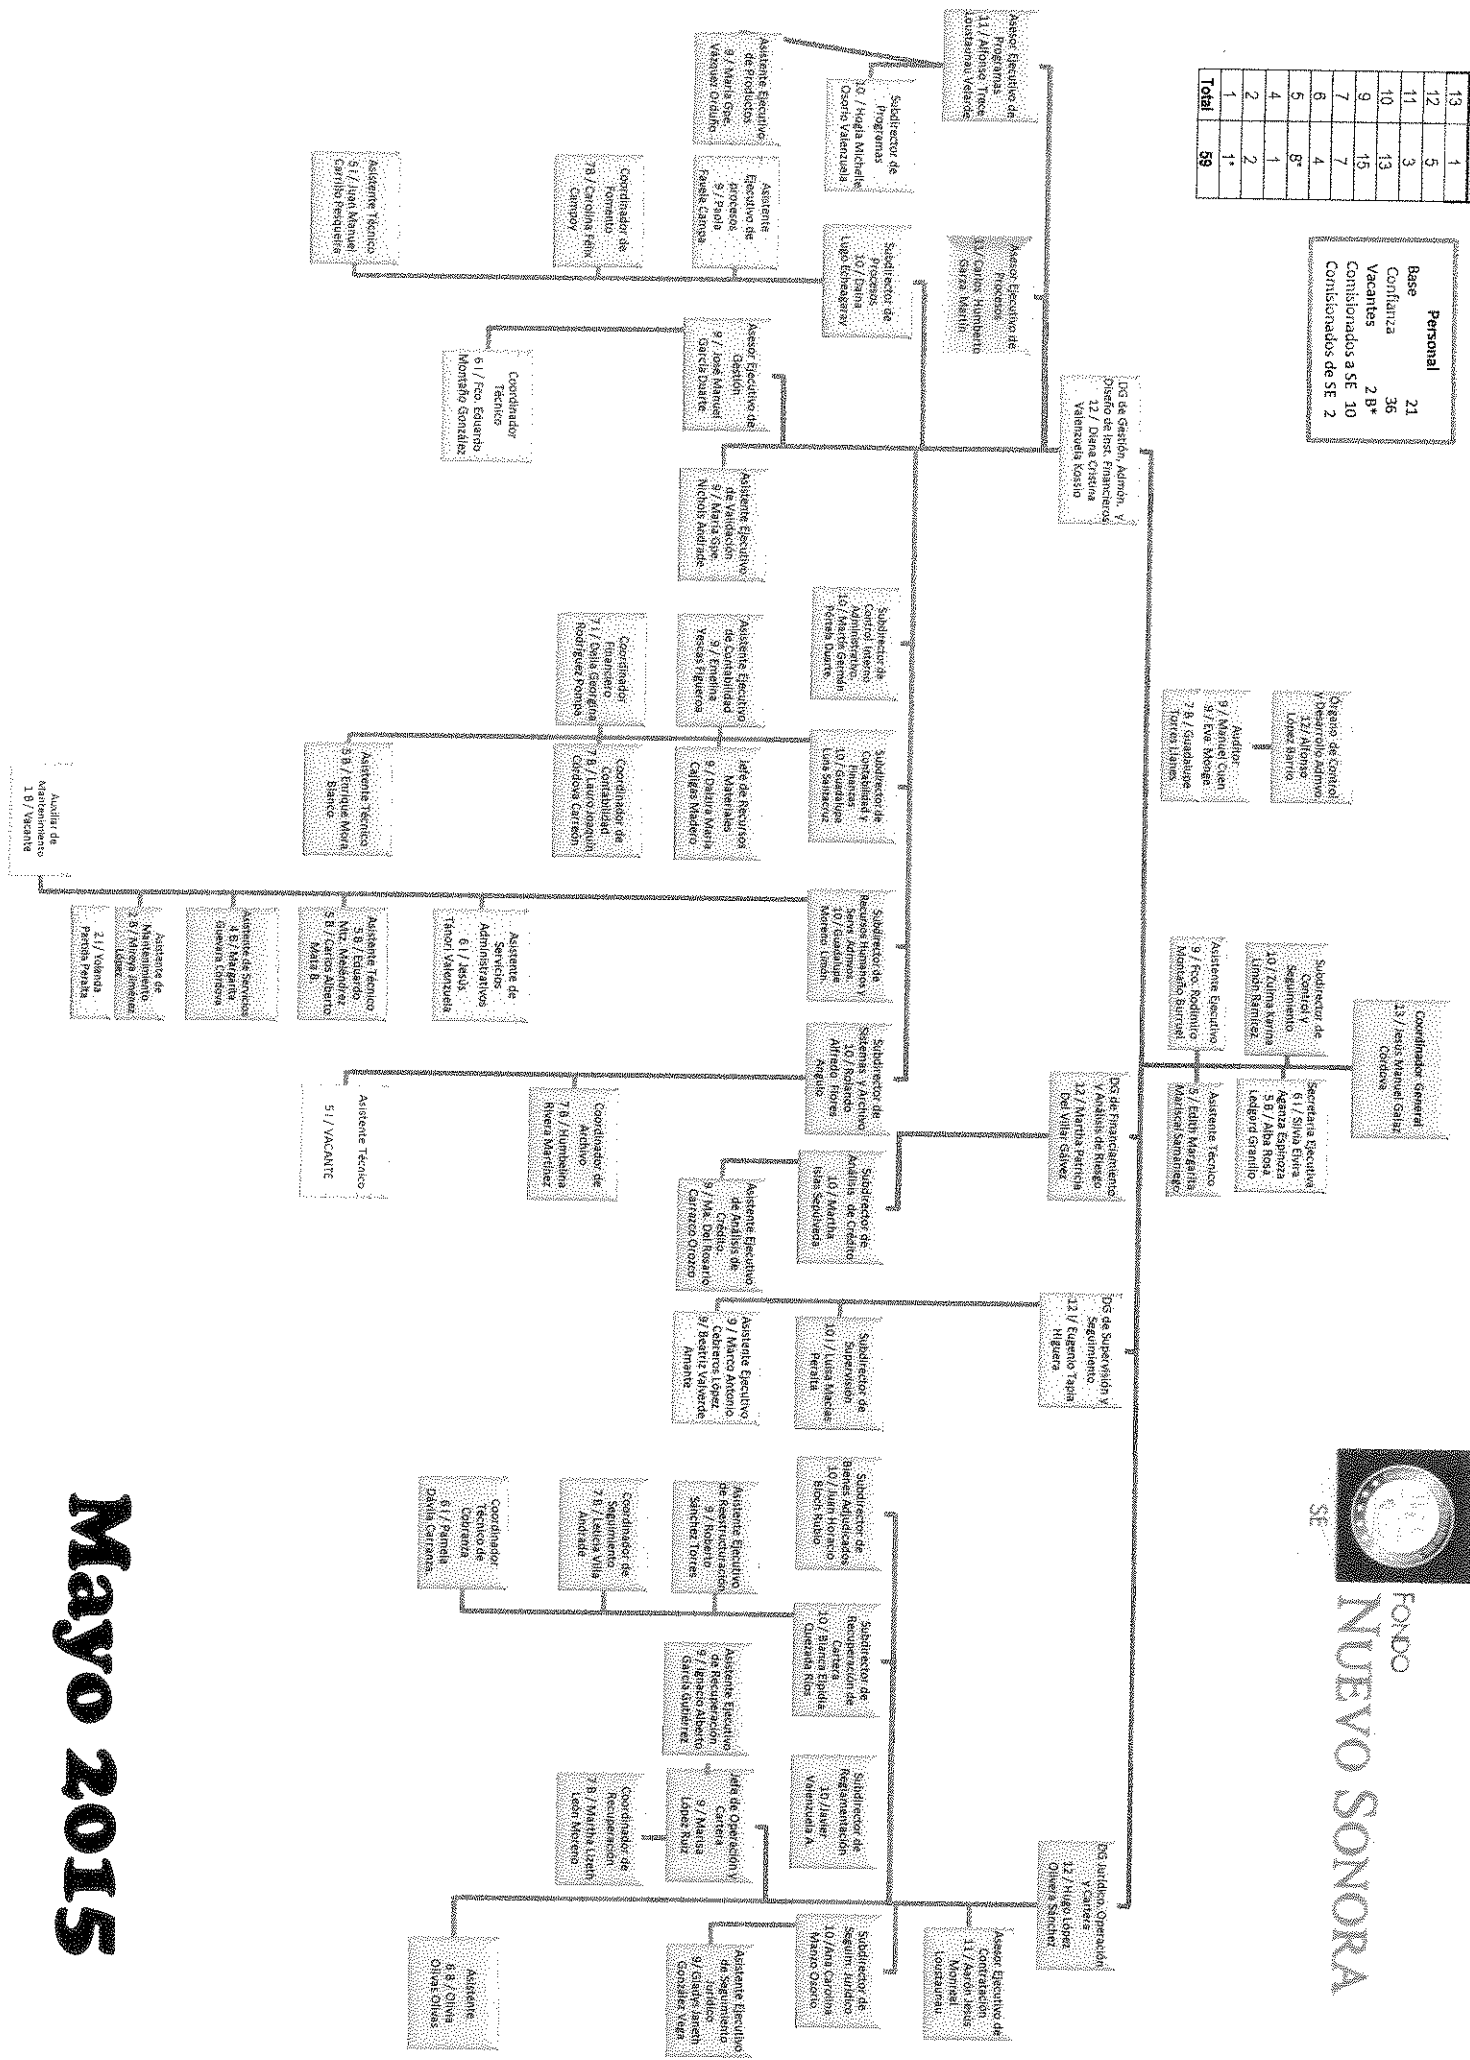 13 1
12 5
11 3
10 13
9 15
7 7
6 4
5 8*
4 1
2 2
1 1*
Total 59
Personal
Base 21
Confianza 36
Vacantes 2 B*
Comisionados a SE 10
Comisionados de SE 2
FONDO
NUEVO SONORA
SE
Coordinador General
13 / Jesús Manuel Galaz
Córdova
Subdirector de
Control y
Seguimiento
10 / Zulma Karina
Limón Ramírez
Secretaria Ejecutiva
6 I / Silvia Elvira
Aganza Espinoza
5 B / Alba Rosa
Ledgard Grandilo
Asistente Ejecutivo
9 / Fco. Rodimiro
Montaño Burruel
Asistente Técnico
5 / Edith Margarita
Mariscal Samaniego
Órgano de Control
y Desarrollo Admvo
12/ Alfonso
López Barrio
Auditor
9 / Manuel Cuen
9 / Eva. Monge
7 B / Guadalupe
Torres Llanes
DG de Gestión, Admón. y
Diseño de Inst. Financieros
12 / Diana Cristina
Valenzuela Kossio
DG de Financiamiento
y Análisis de Riesgo
12 / Martha Patricia
Del Villar Gálvez
DG de Supervisión y
Seguimiento
12 I/ Eugenio Tapia
Higuera
DG Jurídico, Operación
y Cartera
12 / Hugo López
Olivera Sánchez
Asesor Ejecutivo de
Programas
11 / Alfonso Trece
Loustaunau Velarde
Asesor Ejecutivo de
Procesos
11/ Carlos Humberto
Garza Martín
Asesor Ejecutivo de
Contratación
11 / Aarón Jesús
Monreal
Loustaunau
Subdirector de
Programas
10 / Hogla Michelle
Osorio Valenzuela
Subdirector de
Procesos
10 / Daina
Lugo Echeagaray
Subdirector de
Control Interno
Administrativo
10/ Martín Germán
Pórtela Duarte
Subdirector de
Contabilidad y
Finanzas
10/ Guadalupe
Luna Santacruz
Subdirector de
Recursos Humanos y
Servs Admvos
10 / Guadalupe
Moreno Limón
Subdirector de
Sistemas y Archivo
10 / Rolando
Alfredo Flores
Angulo
Subdirector de
Análisis de Crédito
10 / Martha
Islas Sepúlveda
Subdirector de
Supervisión
10 I / Luisa Macías
Peralta
Subdirector de
Bienes Adjudicados
10 / Juan Horacio
Bloch Rubio
Subdirector de
Recuperación de
Cartera
10 / Blanca Elpidia
Quezada Ríos
Subdirector de
Reglamentación
10 /Javier
Valenzuela A
Subdirector de
Seguim. Jurídico
10 /Ana Carolina
Manzo Osorio
Asistente Ejecutivo
de Productos
9 / María Gpe.
Vázquez Orduño
Asistente
Ejecutivo de
procesos
9 / Paola
Favela Campa
Asesor Ejecutivo de
Gestión
9 / José Manuel
García Duarte
Asistente Ejecutivo
de Validación
9 / María Gpe.
Nichols Andrade
Asistente Ejecutivo
de Contabilidad
9 / Emelina
Yescas Figueroa
Jefe de Recursos
Materiales
9 / Dalzira María
Cajigas Madero
Asistente Ejecutivo
de Análisis de
Crédito
9 / Ma. Del Rosario
Carrazco Orozco
Asistente Ejecutivo
9 / Marco Antonio
Cebreros López
9/ Beatriz Valverde
Amante
Asistente Ejecutivo
de Reestructuración
9 / Roberto
Sánchez Torres
Asistente Ejecutivo
de Recuperación
9 / Ignacio Alberto
García Gutiérrez
Jefa de Operación y
Cartera
9 / Marisa
López Ruiz
Asistente Ejecutivo
de Seguimiento
Jurídico
9/ Gladys Janeth
González Vega
Coordinador de
Fomento
7B / Carolina Félix
Campoy
Coordinador
Financiero
7 I / Delia Georgina
Rodríguez Pompa
Coordinador de
Contabilidad
7 B / Lauro Joaquín
Córdova Carreón
Coordinador de
Archivo
7 B / Humbelina
Rivera Martínez
Coordinador de
Seguimiento
7 B / Leticia Villa
Andrade
Coordinador de
Recuperación
7 B / Martha Lizeth
León Moreno
Coordinador
Técnico
6 I / Fco. Eduardo
Montaño González
Asistente de
Servicios
Administrativos
6 I / Jesús
Tánori Valenzuela
Coordinador
Técnico de
Cobranza
6 I / Pamela
Dávila Carranza
Asistente
6 B / Olivia
Olivas Olivas
Asistente Técnico
5 I / Juan Manuel
Carrillo Pesqueira
Asistente Técnico
5 B / Enrique Mora
Blanco
Asistente Técnico
5 B / Eduardo
Mtz. Meléndrez
5 B / Carlos Alberto
Mata B.
Asistente Técnico
5 I / VACANTE
Asistente de Servicios
4 B / Margarita
Guevara Córdova
Asistente de
Mantenimiento
2 B / Mireya Jiménez
López
2 I / Yolanda
Partida Peralta
Auxiliar de
Mantenimiento
1 B / Vacante
Mayo 2015